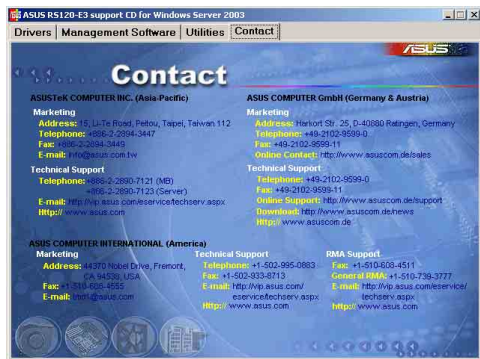 ASUS RS120-E3 support CD for Windows Server 2003
Drivers Management Software Utilities Contact
ASUS
Contact
ASUSTeK COMPUTER INC. (Asia-Pacific)
Marketing
Address: 15, Li-Te Road, Peitou, Taipei, Taiwan 112
Telephone: +886-2-2894-3447
Fax: +886-2-2894-3449
E-mail: info@asus.com.tw
Technical Support
Telephone: +886-2-2890-7121 (MB)
+886-2-2890-7123 (Server)
E-mail: http://vip.asus.com/eservice/techserv.aspx
Http:// www.asus.com
ASUS COMPUTER GmbH (Germany & Austria)
Marketing
Address: Harkort Str. 25, D-40880 Ratingen, Germany
Telephone: +49-2102-9599-0
Fax: +49-2102-9599-11
Online Contact: http://www.asuscom.de/sales
Technical Support
Telephone: +49-2102-9599-0
Fax: +49-2102-9599-11
Online Support: http://www.asuscom.de/support
Download: http://www.asuscom.de/news
Http:// www.asuscom.de
ASUS COMPUTER INTERNATIONAL (America)
Marketing
Address: 44370 Nobel Drive, Fremont,
CA 94538, USA
Fax: +1-510-608-4555
E-mail: tmd1@asus.com
Technical Support
Telephone: +1-502-995-0883
Fax: +1-502-933-8713
E-mail: http://vip.asus.com/
eservice/techserv.aspx
Http:// www.asus.com
RMA Support
Fax: +1-510-608-4511
General RMA: +1-510-739-3777
E-mail: http://vip.asus.com/eservice/
techserv.aspx
http:// www.asus.com